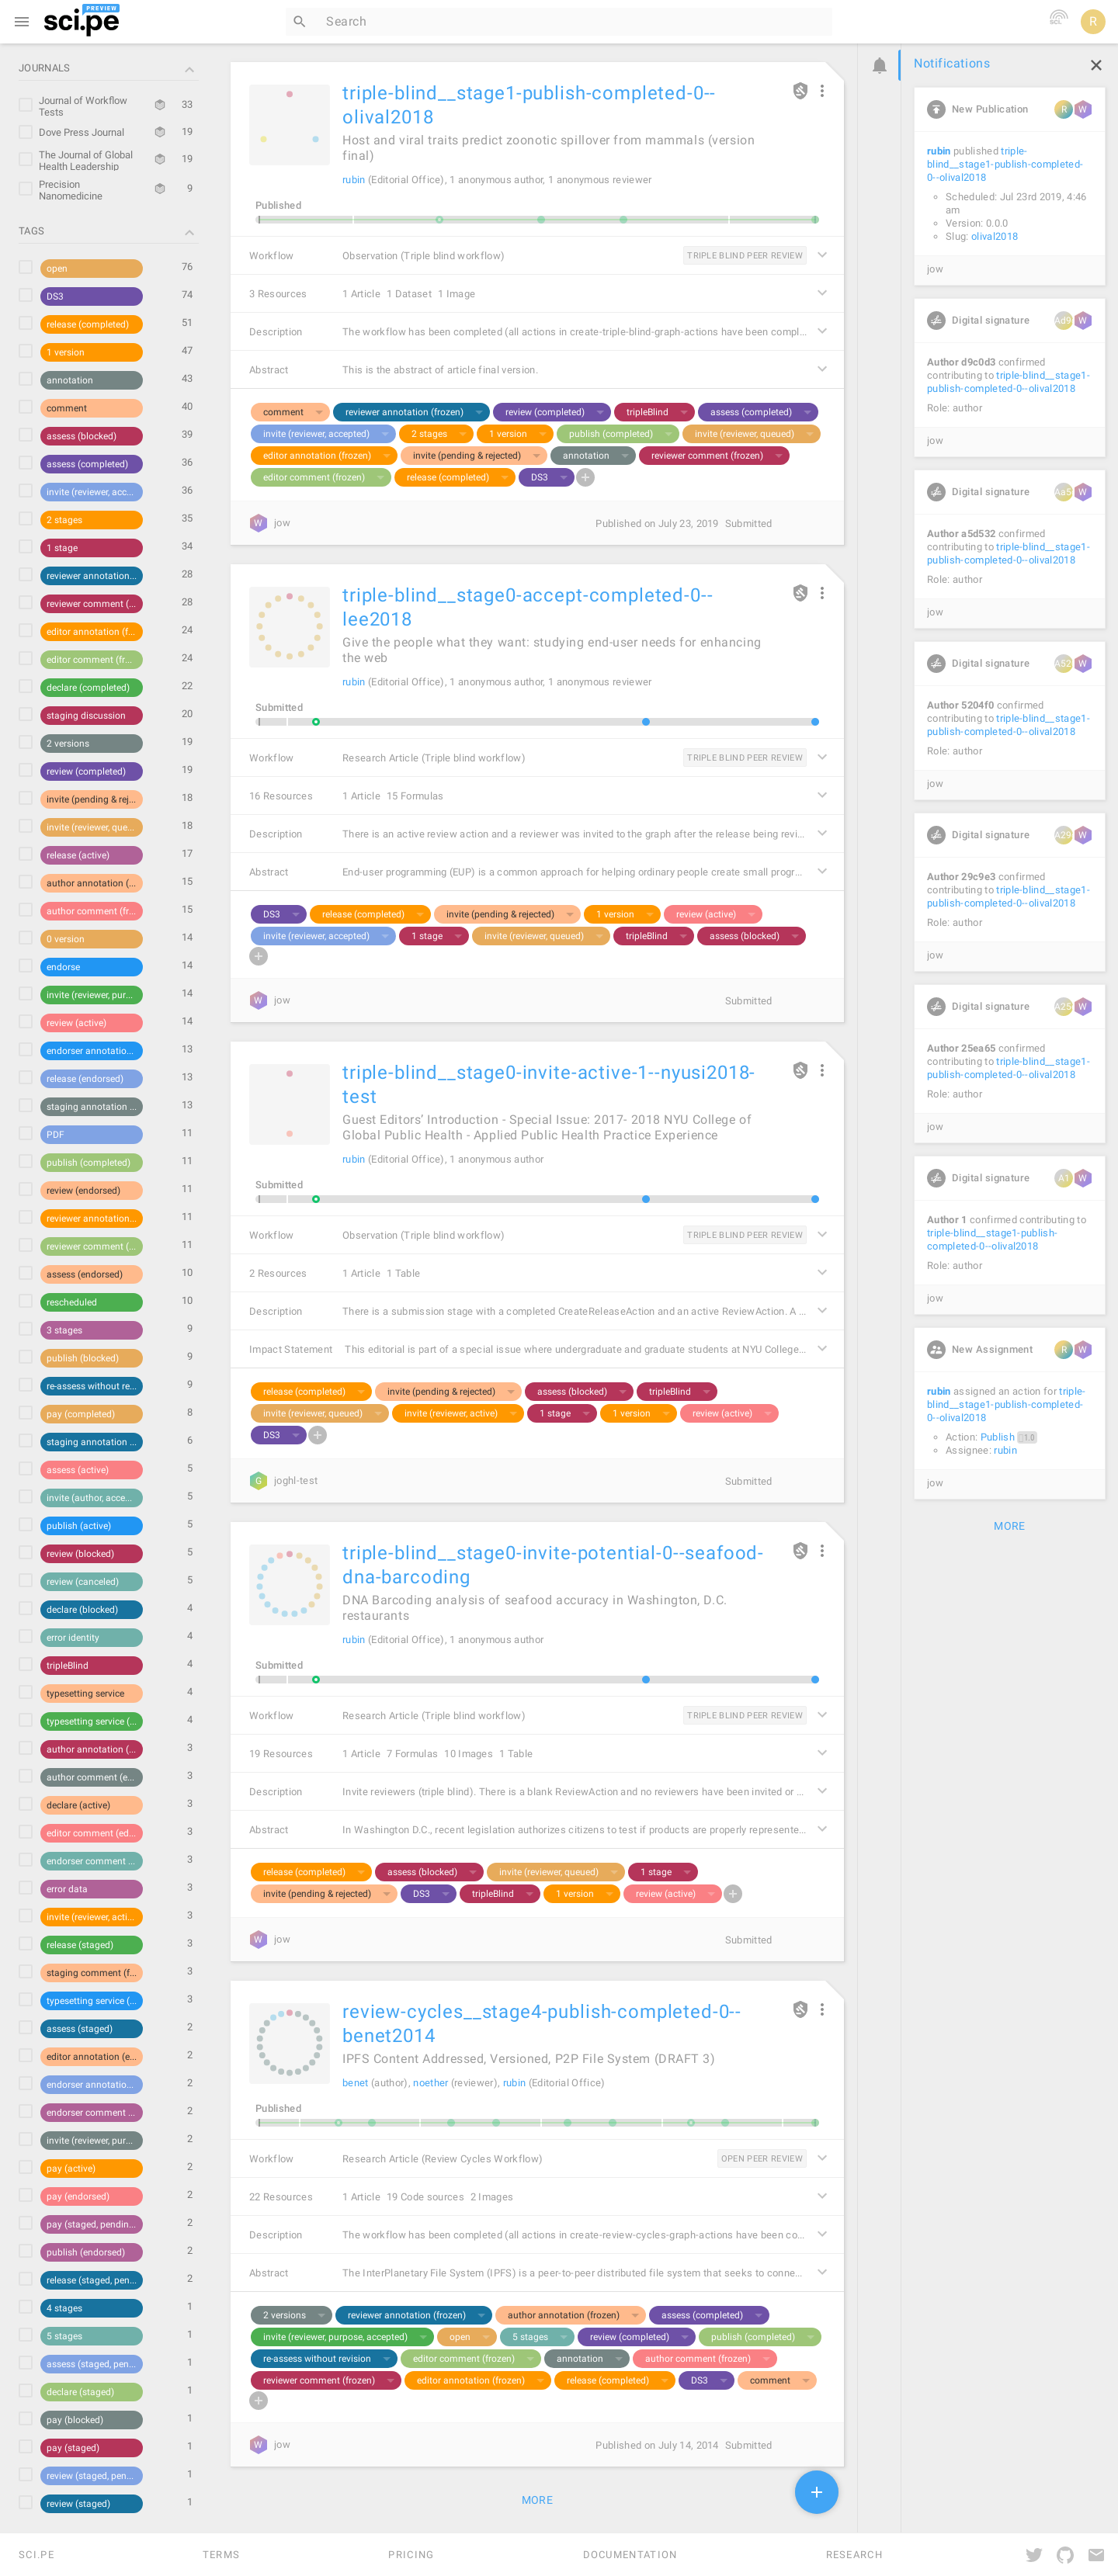 sci.pe
PREVIEW
Search
R
JOURNALS
Journal of Workflow Tests 33
Dove Press Journal 19
The Journal of Global Health Leadership 19
Precision Nanomedicine 9
TAGS
open 76
DS3 74
release (completed) 51
1 version 47
annotation 43
comment 40
assess (blocked) 39
assess (completed) 36
invite (reviewer, acc... 36
2 stages 35
1 stage 34
reviewer annotation... 28
reviewer comment (... 28
editor annotation (f... 24
editor comment (fr... 24
declare (completed) 22
staging discussion 20
2 versions 19
review (completed) 19
invite (pending & rej... 18
invite (reviewer, que... 18
release (active) 17
author annotation (... 15
author comment (fr... 15
0 version 14
endorse 14
invite (reviewer, pur... 14
review (active) 14
endorser annotatio... 13
release (endorsed) 13
staging annotation ... 13
PDF 11
publish (completed) 11
review (endorsed) 11
reviewer annotation... 11
reviewer comment (... 11
assess (endorsed) 10
rescheduled 10
3 stages 9
publish (blocked) 9
re-assess without re... 9
pay (completed) 8
staging annotation ... 6
assess (active) 5
invite (author, acce... 5
publish (active) 5
review (blocked) 5
review (canceled) 5
declare (blocked) 4
error identity 4
tripleBlind 4
typesetting service 4
typesetting service (... 4
author annotation (... 3
author comment (e... 3
declare (active) 3
editor comment (ed... 3
endorser comment ... 3
error data 3
invite (reviewer, acti... 3
release (staged) 3
staging comment (f... 3
typesetting service (... 3
assess (staged) 2
editor annotation (e... 2
endorser annotatio... 2
endorser comment ... 2
invite (reviewer, pur... 2
pay (active) 2
pay (endorsed) 2
pay (staged, pendin... 2
publish (endorsed) 2
release (staged, pen... 2
4 stages 1
5 stages 1
assess (staged, pen... 1
declare (staged) 1
pay (blocked) 1
pay (staged) 1
review (staged, pen... 1
review (staged) 1
triple-blind__stage1-publish-completed-0--
olival2018
Host and viral traits predict zoonotic spillover from mammals (version
final)
rubin (Editorial Office), 1 anonymous author, 1 anonymous reviewer
Published
Workflow Observation (Triple blind workflow) TRIPLE BLIND PEER REVIEW
3 Resources 1 Article 1 Dataset 1 Image
Description The workflow has been completed (all actions in create-triple-blind-graph-actions have been compl...
Abstract This is the abstract of article final version.
comment reviewer annotation (frozen) review (completed) tripleBlind assess (completed)
invite (reviewer, accepted) 2 stages 1 version publish (completed) invite (reviewer, queued)
editor annotation (frozen) invite (pending & rejected) annotation reviewer comment (frozen)
editor comment (frozen) release (completed) DS3
W jow Published on July 23, 2019 Submitted
triple-blind__stage0-accept-completed-0--
lee2018
Give the people what they want: studying end-user needs for enhancing
the web
rubin (Editorial Office), 1 anonymous author, 1 anonymous reviewer
Submitted
Workflow Research Article (Triple blind workflow) TRIPLE BLIND PEER REVIEW
16 Resources 1 Article 15 Formulas
Description There is an active review action and a reviewer was invited to the graph after the release being revi...
Abstract End-user programming (EUP) is a common approach for helping ordinary people create small progr...
DS3 release (completed) invite (pending & rejected) 1 version review (active)
invite (reviewer, accepted) 1 stage invite (reviewer, queued) tripleBlind assess (blocked)
W jow Submitted
triple-blind__stage0-invite-active-1--nyusi2018-
test
Guest Editors' Introduction - Special Issue: 2017- 2018 NYU College of
Global Public Health - Applied Public Health Practice Experience
rubin (Editorial Office), 1 anonymous author
Submitted
Workflow Observation (Triple blind workflow) TRIPLE BLIND PEER REVIEW
2 Resources 1 Article 1 Table
Description There is a submission stage with a completed CreateReleaseAction and an active ReviewAction. A ...
Impact Statement This editorial is part of a special issue where undergraduate and graduate students at NYU College...
release (completed) invite (pending & rejected) assess (blocked) tripleBlind
invite (reviewer, queued) invite (reviewer, active) 1 stage 1 version review (active)
DS3
G joghl-test Submitted
triple-blind__stage0-invite-potential-0--seafood-
dna-barcoding
DNA Barcoding analysis of seafood accuracy in Washington, D.C.
restaurants
rubin (Editorial Office), 1 anonymous author
Submitted
Workflow Research Article (Triple blind workflow) TRIPLE BLIND PEER REVIEW
19 Resources 1 Article 7 Formulas 10 Images 1 Table
Description Invite reviewers (triple blind). There is a blank ReviewAction and no reviewers have been invited or ...
Abstract In Washington D.C., recent legislation authorizes citizens to test if products are properly represente...
release (completed) assess (blocked) invite (reviewer, queued) 1 stage
invite (pending & rejected) DS3 tripleBlind 1 version review (active)
W jow Submitted
review-cycles__stage4-publish-completed-0--
benet2014
IPFS Content Addressed, Versioned, P2P File System (DRAFT 3)
benet (author), noether (reviewer), rubin (Editorial Office)
Published
Workflow Research Article (Review Cycles Workflow) OPEN PEER REVIEW
22 Resources 1 Article 19 Code sources 2 Images
Description The workflow has been completed (all actions in create-review-cycles-graph-actions have been co...
Abstract The InterPlanetary File System (IPFS) is a peer-to-peer distributed file system that seeks to conne...
2 versions reviewer annotation (frozen) author annotation (frozen) assess (completed)
invite (reviewer, purpose, accepted) open 5 stages review (completed) publish (completed)
re-assess without revision editor comment (frozen) annotation author comment (frozen)
reviewer comment (frozen) editor annotation (frozen) release (completed) DS3 comment
W jow Published on July 14, 2014 Submitted
MORE
Notifications
New Publication R W
rubin published triple-
blind__stage1-publish-completed-
0--olival2018
Scheduled: Jul 23rd 2019, 4:46
am
Version: 0.0.0
Slug: olival2018
jow
Digital signature Ad9 W
Author d9c0d3 confirmed
contributing to triple-blind__stage1-
publish-completed-0--olival2018
Role: author
jow
Digital signature Aa5 W
Author a5d532 confirmed
contributing to triple-blind__stage1-
publish-completed-0--olival2018
Role: author
jow
Digital signature A52 W
Author 5204f0 confirmed
contributing to triple-blind__stage1-
publish-completed-0--olival2018
Role: author
jow
Digital signature A29 W
Author 29c9e3 confirmed
contributing to triple-blind__stage1-
publish-completed-0--olival2018
Role: author
jow
Digital signature A25 W
Author 25ea65 confirmed
contributing to triple-blind__stage1-
publish-completed-0--olival2018
Role: author
jow
Digital signature A1 W
Author 1 confirmed contributing to
triple-blind__stage1-publish-
completed-0--olival2018
Role: author
jow
New Assignment R W
rubin assigned an action for triple-
blind__stage1-publish-completed-
0--olival2018
Action: Publish 1.0
Assignee: rubin
jow
MORE
SCI.PE TERMS PRICING DOCUMENTATION RESEARCH